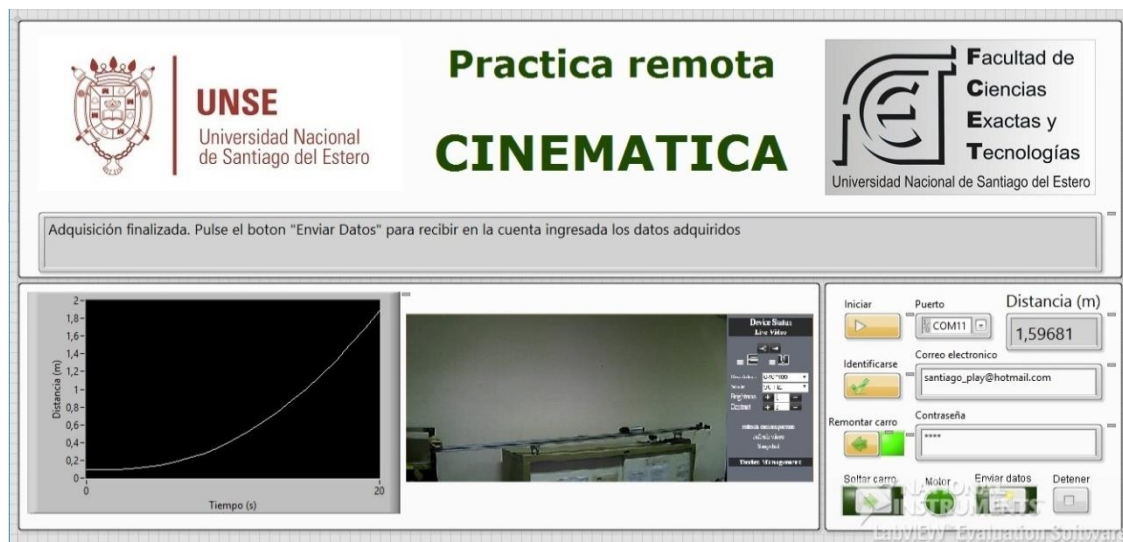 UNSE
Universidad Nacional
de Santiago del Estero
Practica remota
CINEMATICA
Facultad de
Ciencias
Exactas y
Tecnologías
Universidad Nacional de Santiago del Estero
Adquisición finalizada. Pulse el boton "Enviar Datos" para recibir en la cuenta ingresada los datos adquiridos
Distancia (m)
2
1,8
1,6
1,4
1,2
1
0,8
0,6
0,4
0,2
0
0
20
Tiempo (s)
Device Status
Live Video
Brightness
Contrast
Iniciar
Puerto
COM11
Distancia (m)
1,59681
Identificarse
Correo electronico
santiago_play@hotmail.com
Remontar carro
Contraseña
****
Soltar carro
Motor
Enviar datos
Detener
NATIONAL
INSTRUMENTS
LabVIEW Evaluation Software